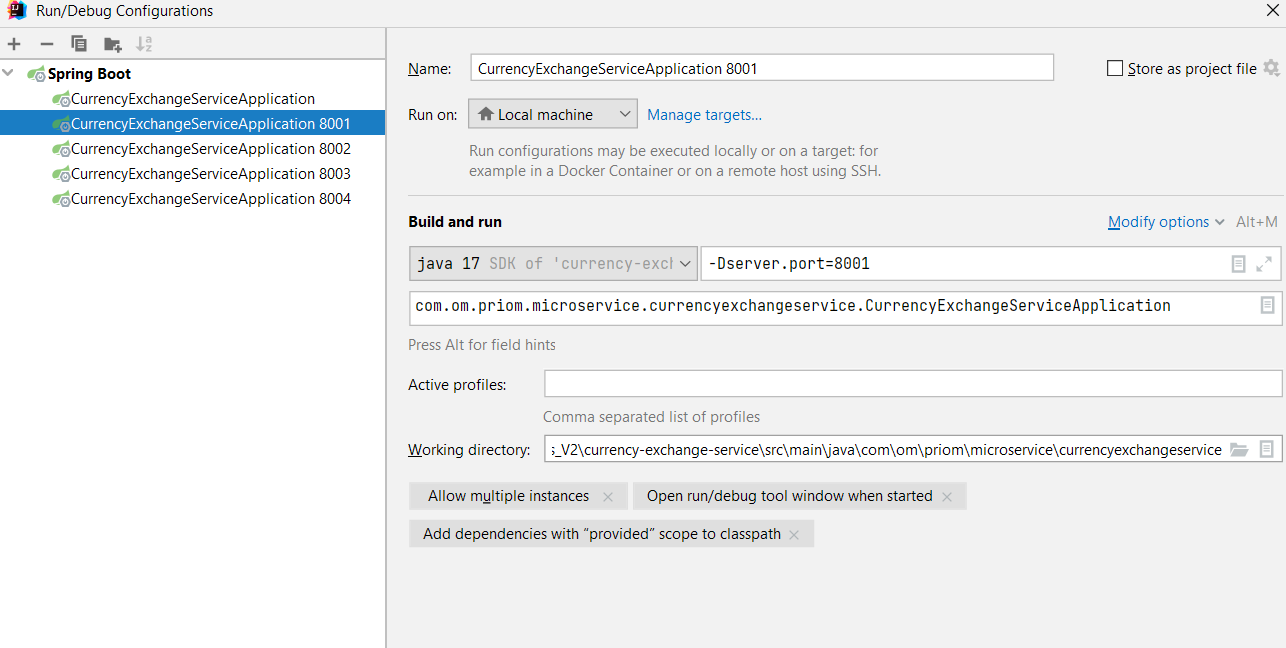 Run/Debug Configurations
Spring Boot
CurrencyExchangeServiceApplication
CurrencyExchangeServiceApplication 8001
CurrencyExchangeServiceApplication 8002
CurrencyExchangeServiceApplication 8003
CurrencyExchangeServiceApplication 8004
Name: CurrencyExchangeServiceApplication 8001 Store as project file
Run on: Local machine Manage targets...
Run configurations may be executed locally or on a target: for
example in a Docker Container or on a remote host using SSH.
Build and run Modify options Alt+M
java 17 SDK of 'currency-exch -Dserver.port=8001
com.om.priom.microservice.currencyexchangeservice.CurrencyExchangeServiceApplication
Press Alt for field hints
Active profiles:
Comma separated list of profiles
Working directory: s_V2\currency-exchange-service\src\main\java\com\om\priom\microservice\currencyexchangeservice
Allow multiple instances Open run/debug tool window when started
Add dependencies with “provided” scope to classpath